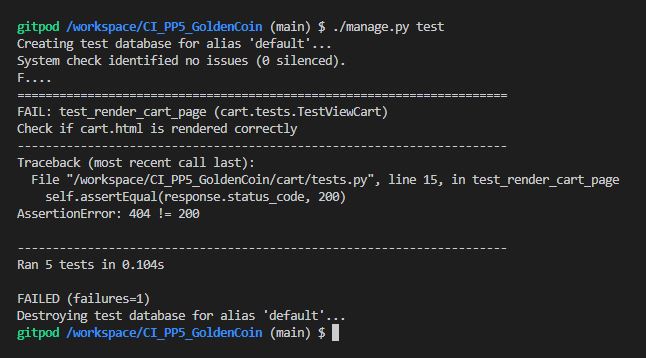 gitpod /workspace/CI_PP5_GoldenCoin (main) $ ./manage.py test
Creating test database for alias 'default'...
System check identified no issues (0 silenced).
F....
======================================================================
FAIL: test_render_cart_page (cart.tests.TestViewCart)
Check if cart.html is rendered correctly
----------------------------------------------------------------------
Traceback (most recent call last):
  File "/workspace/CI_PP5_GoldenCoin/cart/tests.py", line 15, in test_render_cart_page
    self.assertEqual(response.status_code, 200)
AssertionError: 404 != 200

----------------------------------------------------------------------
Ran 5 tests in 0.104s

FAILED (failures=1)
Destroying test database for alias 'default'...
gitpod /workspace/CI_PP5_GoldenCoin (main) $